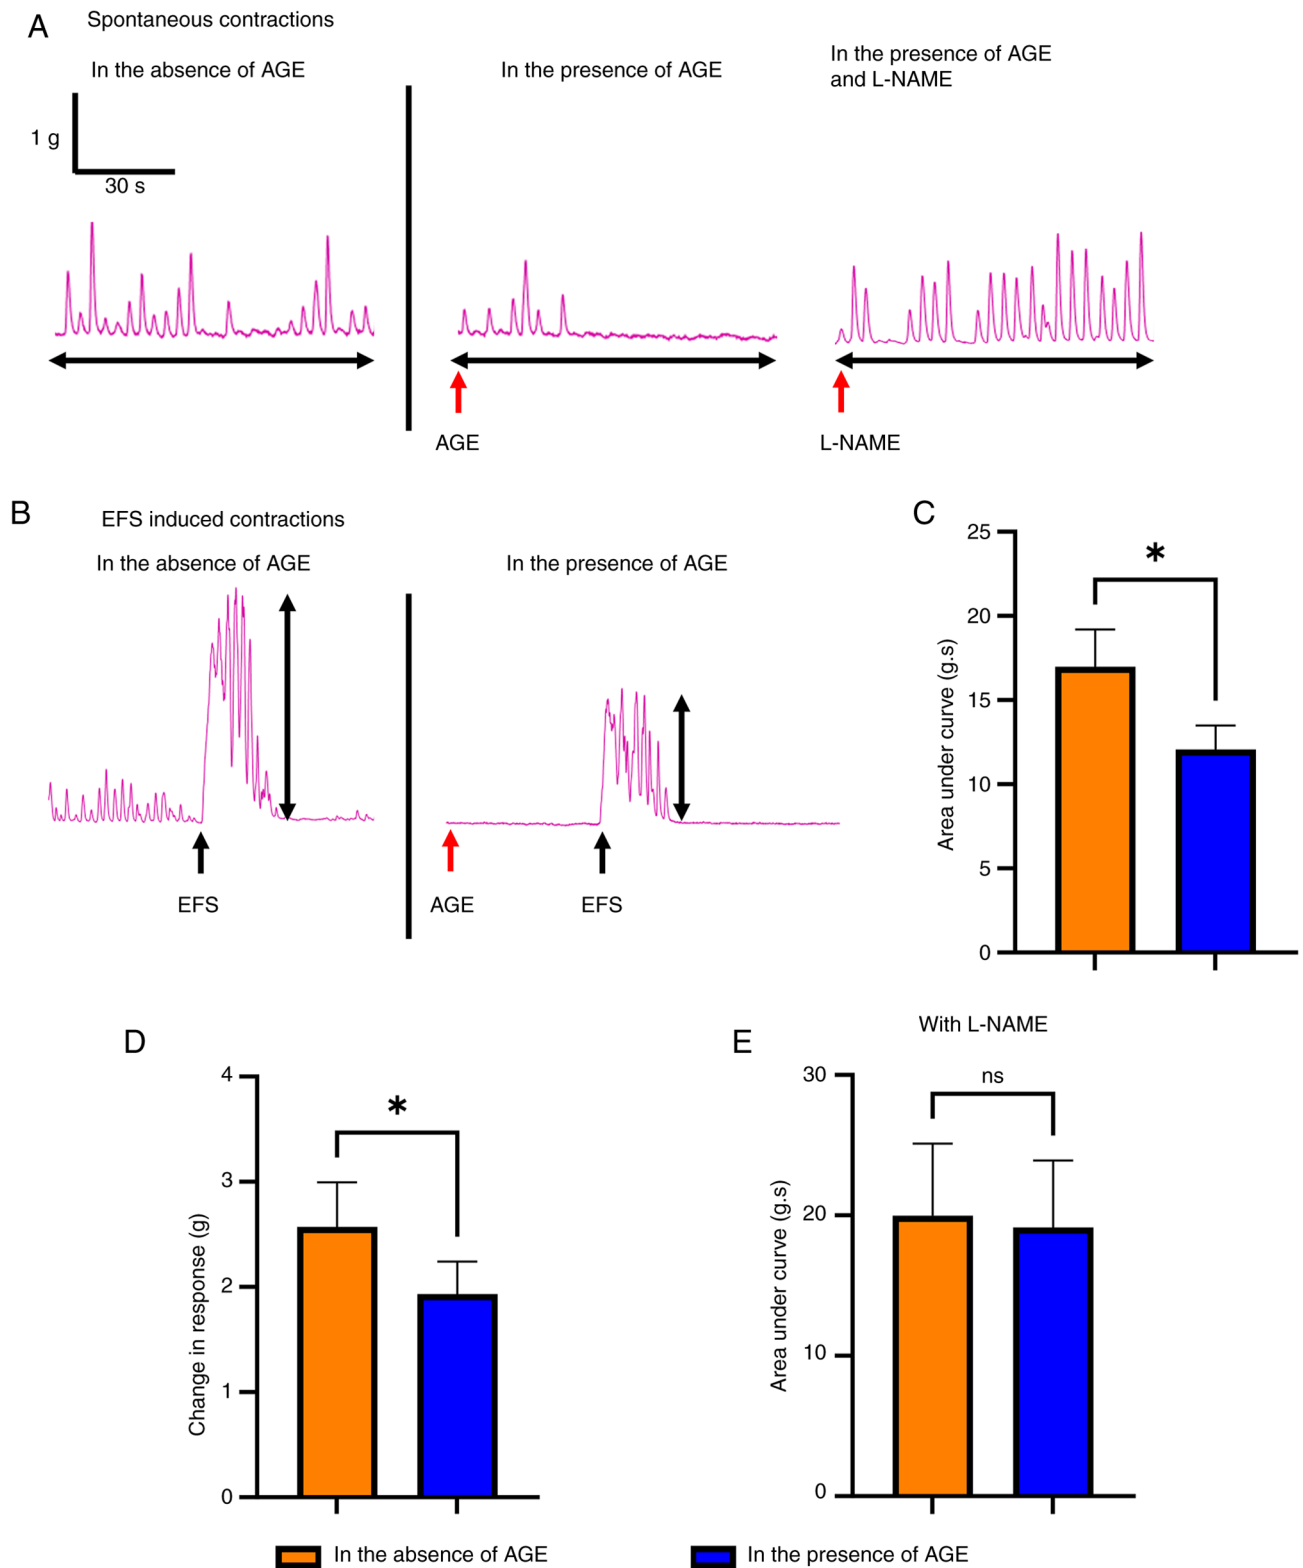 A
Spontaneous contractions
In the absence of AGE
In the presence of AGE
In the presence of AGE
and L-NAME
1 g
30 s
AGE
L-NAME
B
EFS induced contractions
In the absence of AGE
In the presence of AGE
EFS
AGE
EFS
C
Area under curve (g.s)
25
20
15
10
5
0
*
D
Change in response (g)
4
3
2
1
0
*
E
With L-NAME
Area under curve (g.s)
30
20
10
0
ns
In the absence of AGE
In the presence of AGE